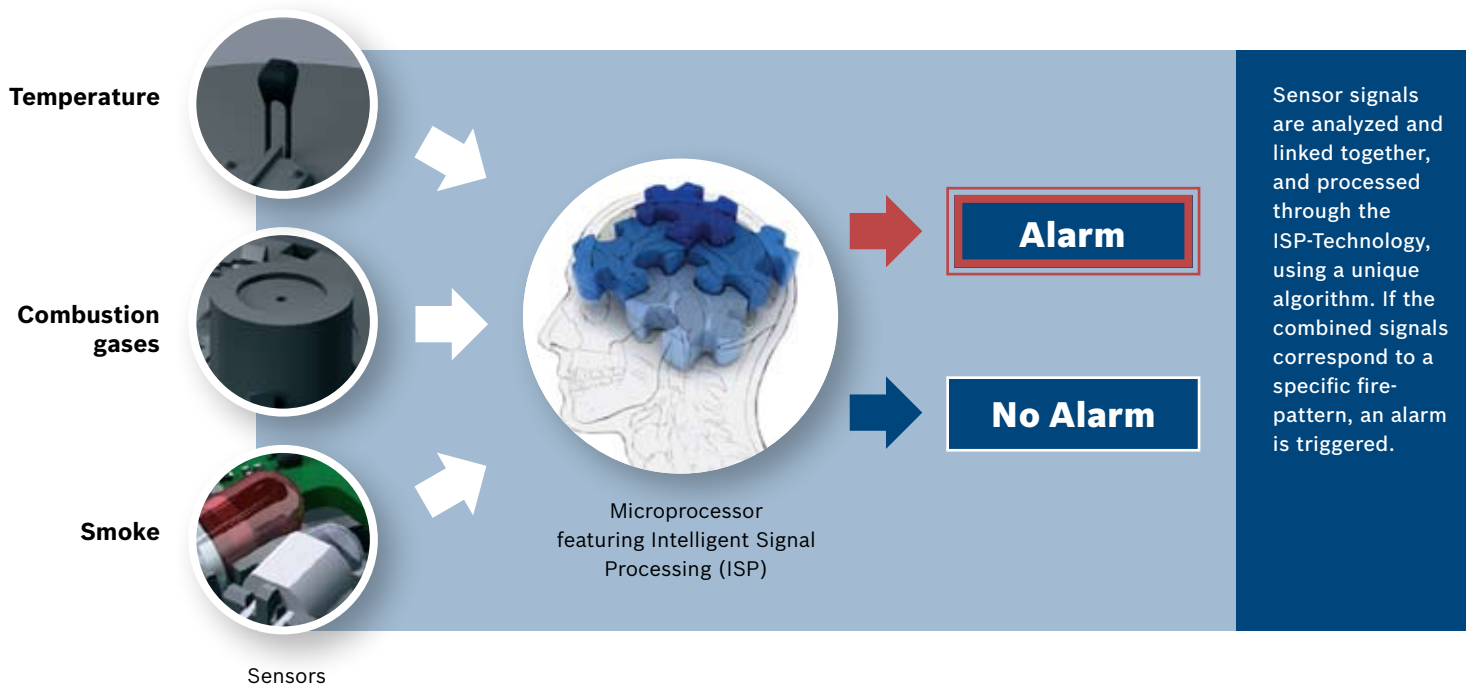 Temperature
Combustion
gases
Smoke
Sensors
Microprocessor
featuring Intelligent Signal
Processing (ISP)
Alarm
No Alarm
Sensor signals
are analyzed and
linked together,
and processed
through the
ISP-Technology,
using a unique
algorithm. If the
combined signals
correspond to a
specific fire-
pattern, an alarm
is triggered.